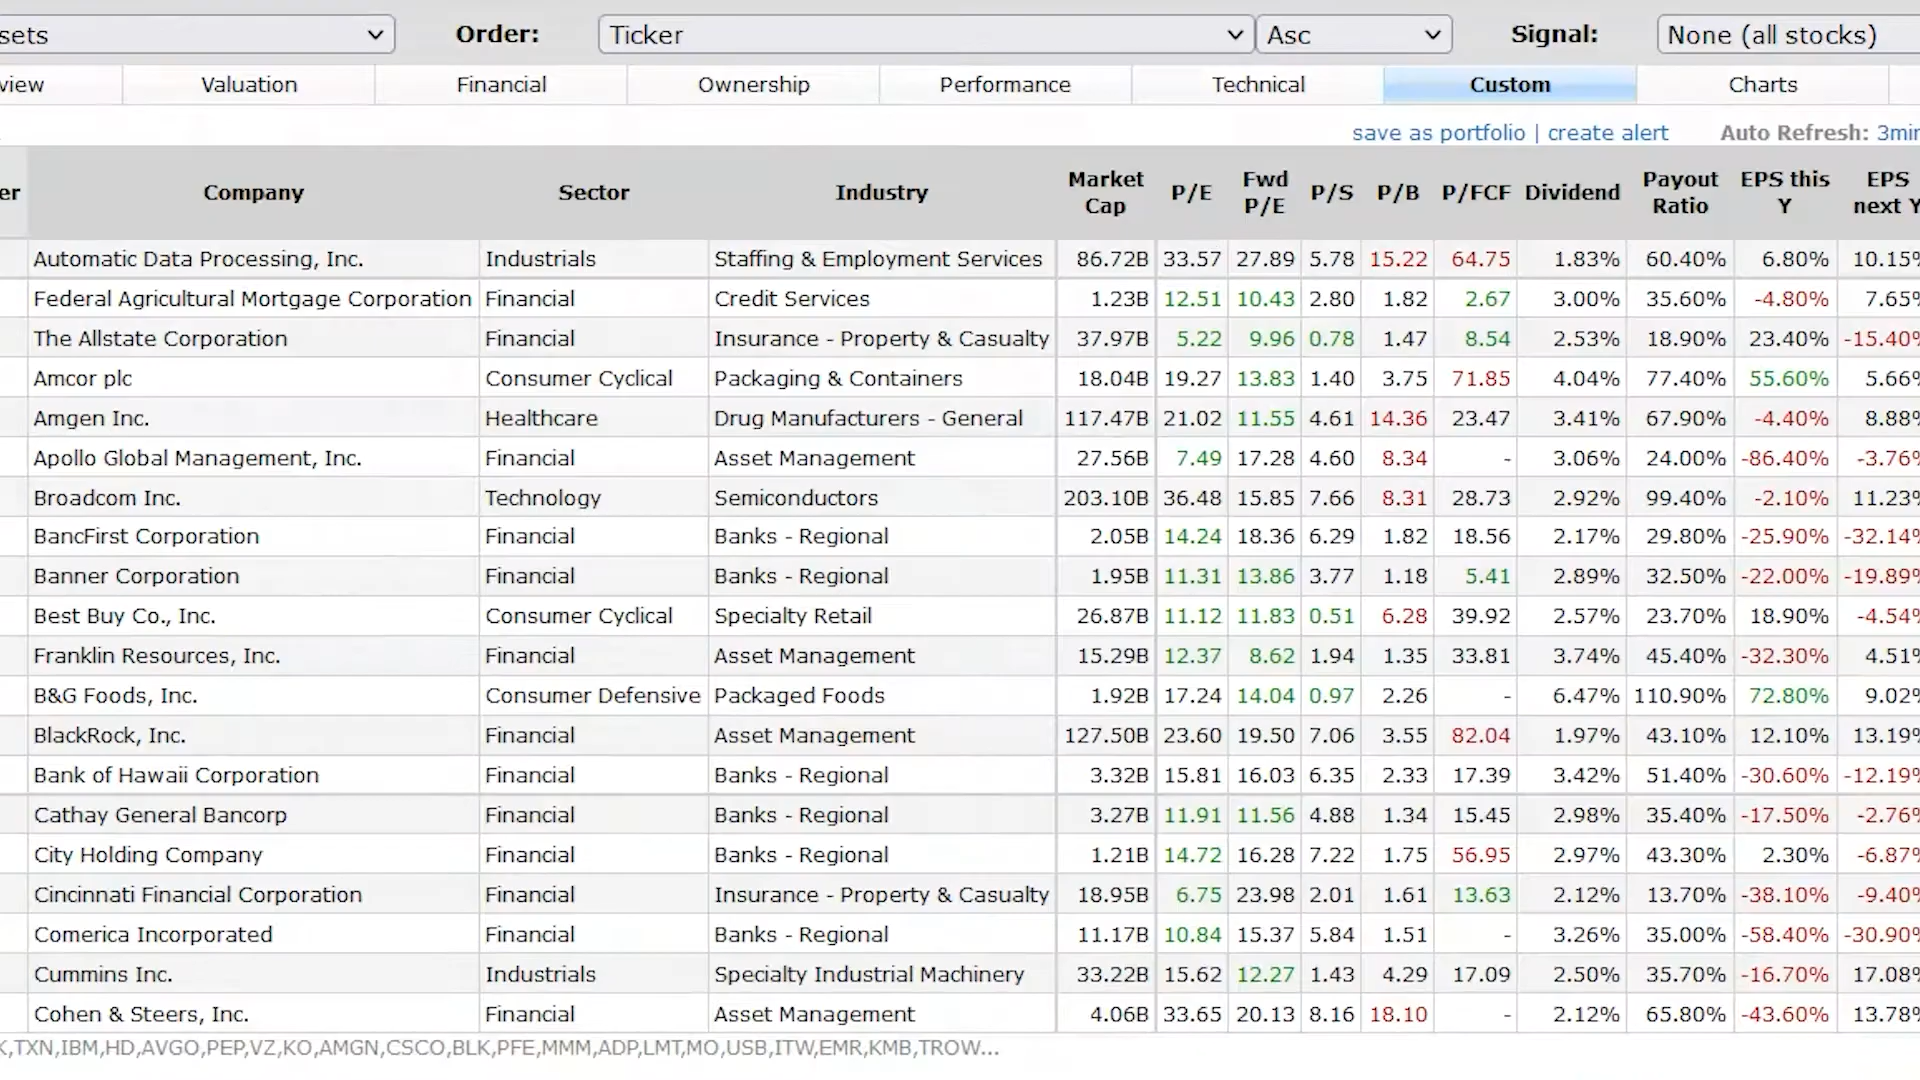 sets Order: Ticker Asc Signal: None (all stocks)
view Valuation Financial Ownership Performance Technical Custom Charts
save as portfolio | create alert Auto Refresh: 3min
er Company Sector Industry Market Cap P/E Fwd P/E P/S P/B P/FCF Dividend Payout Ratio EPS this Y EPS next Y
Automatic Data Processing, Inc. Industrials Staffing & Employment Services 86.72B 33.57 27.89 5.78 15.22 64.75 1.83% 60.40% 6.80% 10.15%
Federal Agricultural Mortgage Corporation Financial Credit Services 1.23B 12.51 10.43 2.80 1.82 2.67 3.00% 35.60% -4.80% 7.65%
The Allstate Corporation Financial Insurance - Property & Casualty 37.97B 5.22 9.96 0.78 1.47 8.54 2.53% 18.90% 23.40% -15.40%
Amcor plc Consumer Cyclical Packaging & Containers 18.04B 19.27 13.83 1.40 3.75 71.85 4.04% 77.40% 55.60% 5.66%
Amgen Inc. Healthcare Drug Manufacturers - General 117.47B 21.02 11.55 4.61 14.36 23.47 3.41% 67.90% -4.40% 8.88%
Apollo Global Management, Inc. Financial Asset Management 27.56B 7.49 17.28 4.60 8.34 - 3.06% 24.00% -86.40% -3.76%
Broadcom Inc. Technology Semiconductors 203.10B 36.48 15.85 7.66 8.31 28.73 2.92% 99.40% -2.10% 11.23%
BancFirst Corporation Financial Banks - Regional 2.05B 14.24 18.36 6.29 1.82 18.56 2.17% 29.80% -25.90% -32.14%
Banner Corporation Financial Banks - Regional 1.95B 11.31 13.86 3.77 1.18 5.41 2.89% 32.50% -22.00% -19.89%
Best Buy Co., Inc. Consumer Cyclical Specialty Retail 26.87B 11.12 11.83 0.51 6.28 39.92 2.57% 23.70% 18.90% -4.54%
Franklin Resources, Inc. Financial Asset Management 15.29B 12.37 8.62 1.94 1.35 33.81 3.74% 45.40% -32.30% 4.51%
B&G Foods, Inc. Consumer Defensive Packaged Foods 1.92B 17.24 14.04 0.97 2.26 - 6.47% 110.90% 72.80% 9.02%
BlackRock, Inc. Financial Asset Management 127.50B 23.60 19.50 7.06 3.55 82.04 1.97% 43.10% 12.10% 13.19%
Bank of Hawaii Corporation Financial Banks - Regional 3.32B 15.81 16.03 6.35 2.33 17.39 3.42% 51.40% -30.60% -12.19%
Cathay General Bancorp Financial Banks - Regional 3.27B 11.91 11.56 4.88 1.34 15.45 2.98% 35.40% -17.50% -2.76%
City Holding Company Financial Banks - Regional 1.21B 14.72 16.28 7.22 1.75 56.95 2.97% 43.30% 2.30% -6.87%
Cincinnati Financial Corporation Financial Insurance - Property & Casualty 18.95B 6.75 23.98 2.01 1.61 13.63 2.12% 13.70% -38.10% -9.40%
Comerica Incorporated Financial Banks - Regional 11.17B 10.84 15.37 5.84 1.51 - 3.26% 35.00% -58.40% -30.90%
Cummins Inc. Industrials Specialty Industrial Machinery 33.22B 15.62 12.27 1.43 4.29 17.09 2.50% 35.70% -16.70% 17.08%
Cohen & Steers, Inc. Financial Asset Management 4.06B 33.65 20.13 8.16 18.10 - 2.12% 65.80% -43.60% 13.78%
,TXN,IBM,HD,AVGO,PEP,VZ,KO,AMGN,CSCO,BLK,PFE,MMM,ADP,LMT,MO,USB,ITW,EMR,KMB,TROW...